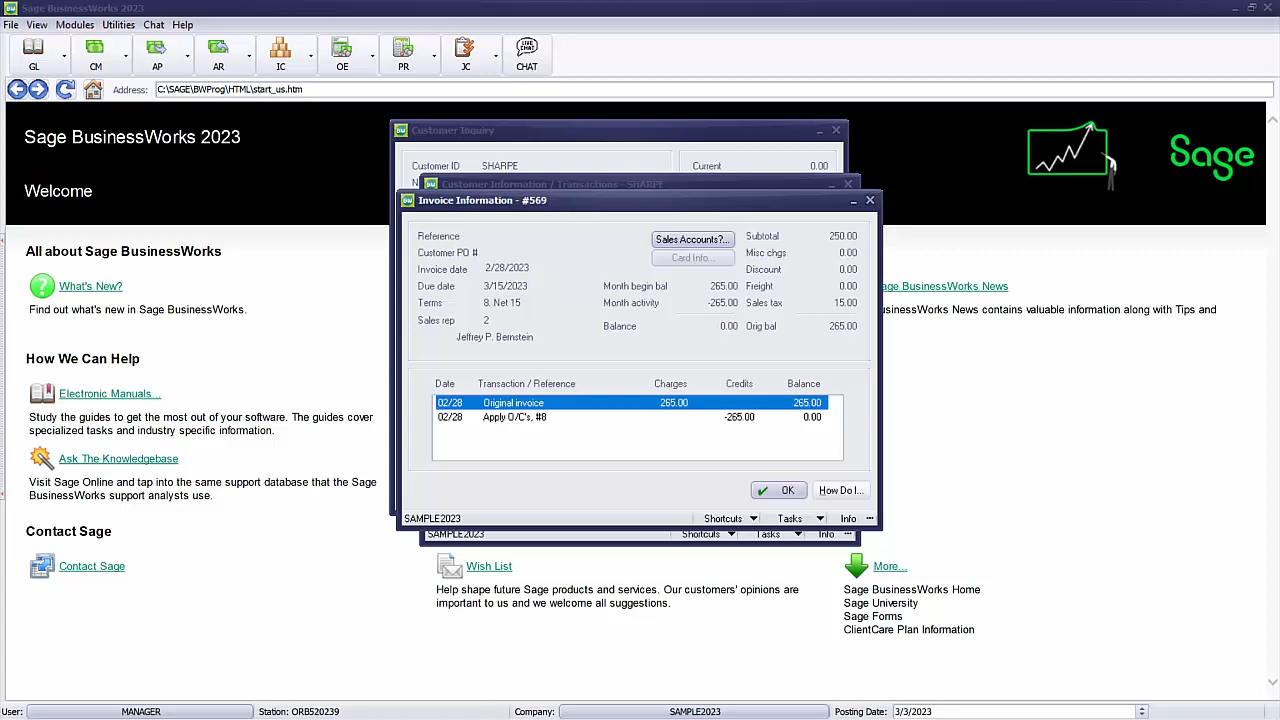 Sage BusinessWorks 2023
File View Modules Utilities Chat Help
GL CM AP AR IC OE PR JC CHAT
LIVE CHAT
Address: C:\SAGE\BWProg\HTML\start_us.htm
Sage BusinessWorks 2023
Welcome
Sage
Customer Inquiry
Customer ID SHARPE Current 0.00
Customer Information / Transactions - SHARPE
Invoice Information - #569
Reference
Customer PO #
Invoice date 2/28/2023
Due date 3/15/2023
Terms 8. Net 15
Sales rep 2
Jeffrey P. Bernstein
Sales Accounts?...
Card Info...
Month begin bal 265.00
Month activity -265.00
Balance 0.00
Subtotal 250.00
Misc chgs 0.00
Discount 0.00
Freight 0.00
Sales tax 15.00
Orig bal 265.00
Date Transaction / Reference Charges Credits Balance
02/28 Original invoice 265.00 265.00
02/28 Apply O/C's, #8 -265.00 0.00
OK How Do I...
SAMPLE2023 Shortcuts Tasks Info
SAMPLE2023 Shortcuts Tasks Info
All about Sage BusinessWorks
What's New?
Find out what's new in Sage BusinessWorks.
How We Can Help
Electronic Manuals...
Study the guides to get the most out of your software. The guides cover
specialized tasks and industry specific information.
Ask The Knowledgebase
Visit Sage Online and tap into the same support database that the Sage
BusinessWorks support analysts use.
Contact Sage
Contact Sage
Wish List
Help shape future Sage products and services. Our customers' opinions are
important to us and we welcome all suggestions.
age BusinessWorks News
usinessWorks News contains valuable information along with Tips and
More...
Sage BusinessWorks Home
Sage University
Sage Forms
ClientCare Plan Information
User: MANAGER Station: ORB520239 Company: SAMPLE2023 Posting Date: 3/3/2023